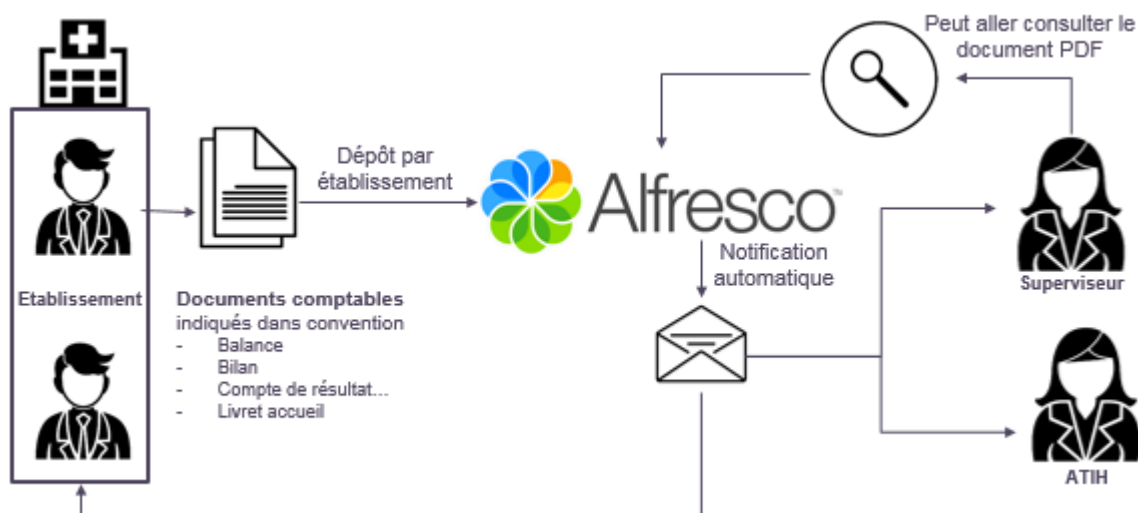 Peut aller consulter le
document PDF
Dépôt par
établissement
Alfresco™
Notification
automatique
Etablissement
Documents comptables
indiqués dans convention
- Balance
- Bilan
- Compte de résultat...
- Livret accueil
Superviseur
ATIH